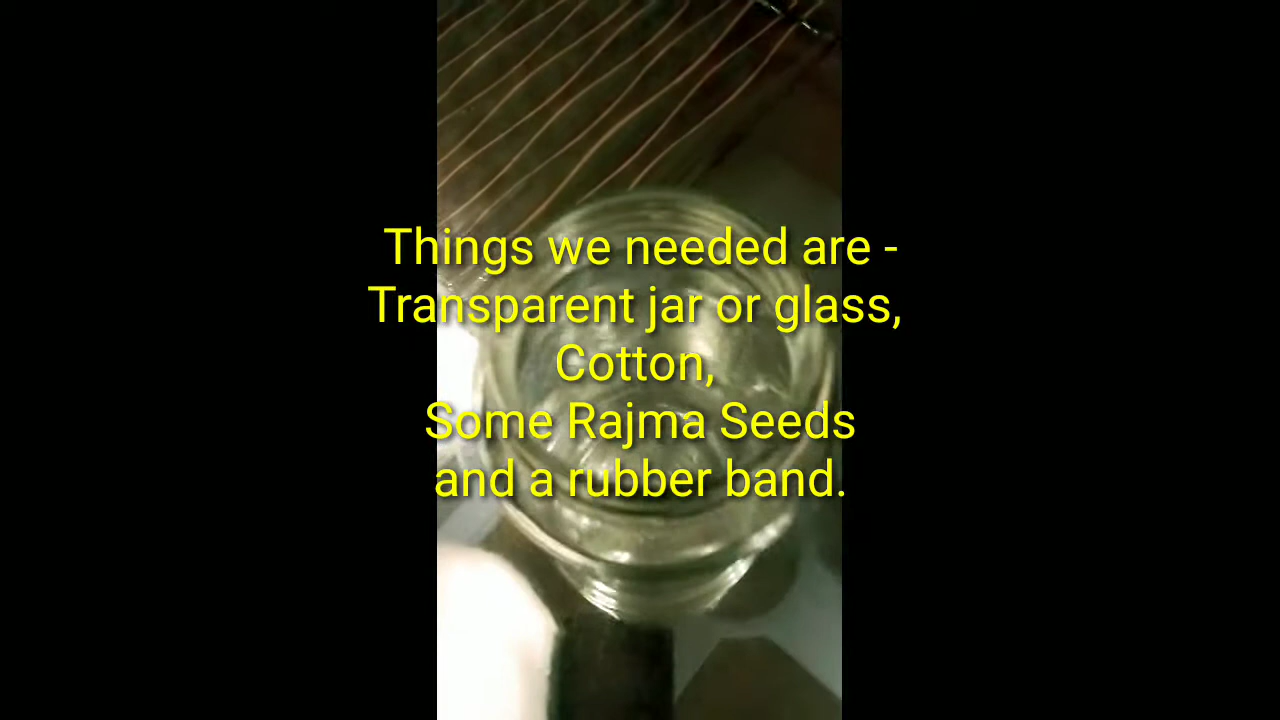 Things we needed are -
Transparent jar or glass,
Cotton,
Some Rajma Seeds
and a rubber band.